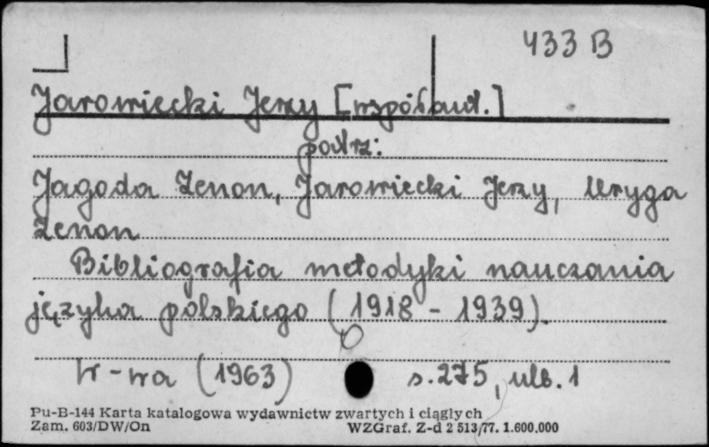 433 B
Jarowiecki Jerzy [współaut.]
patrz:
Jagoda Zenon, Jarowiecki Jerzy, Uryga
Zenon
Bibliografia metodyki nauczania
języka polskiego (1918 - 1939).
W-wa (1963) s. 275, ulb. 1
Pu-B-144 Karta katalogowa wydawnictw zwartych i ciągłych
Zam. 603/DW/On WZGraf. Z-d 2 513/77. 1.600.000